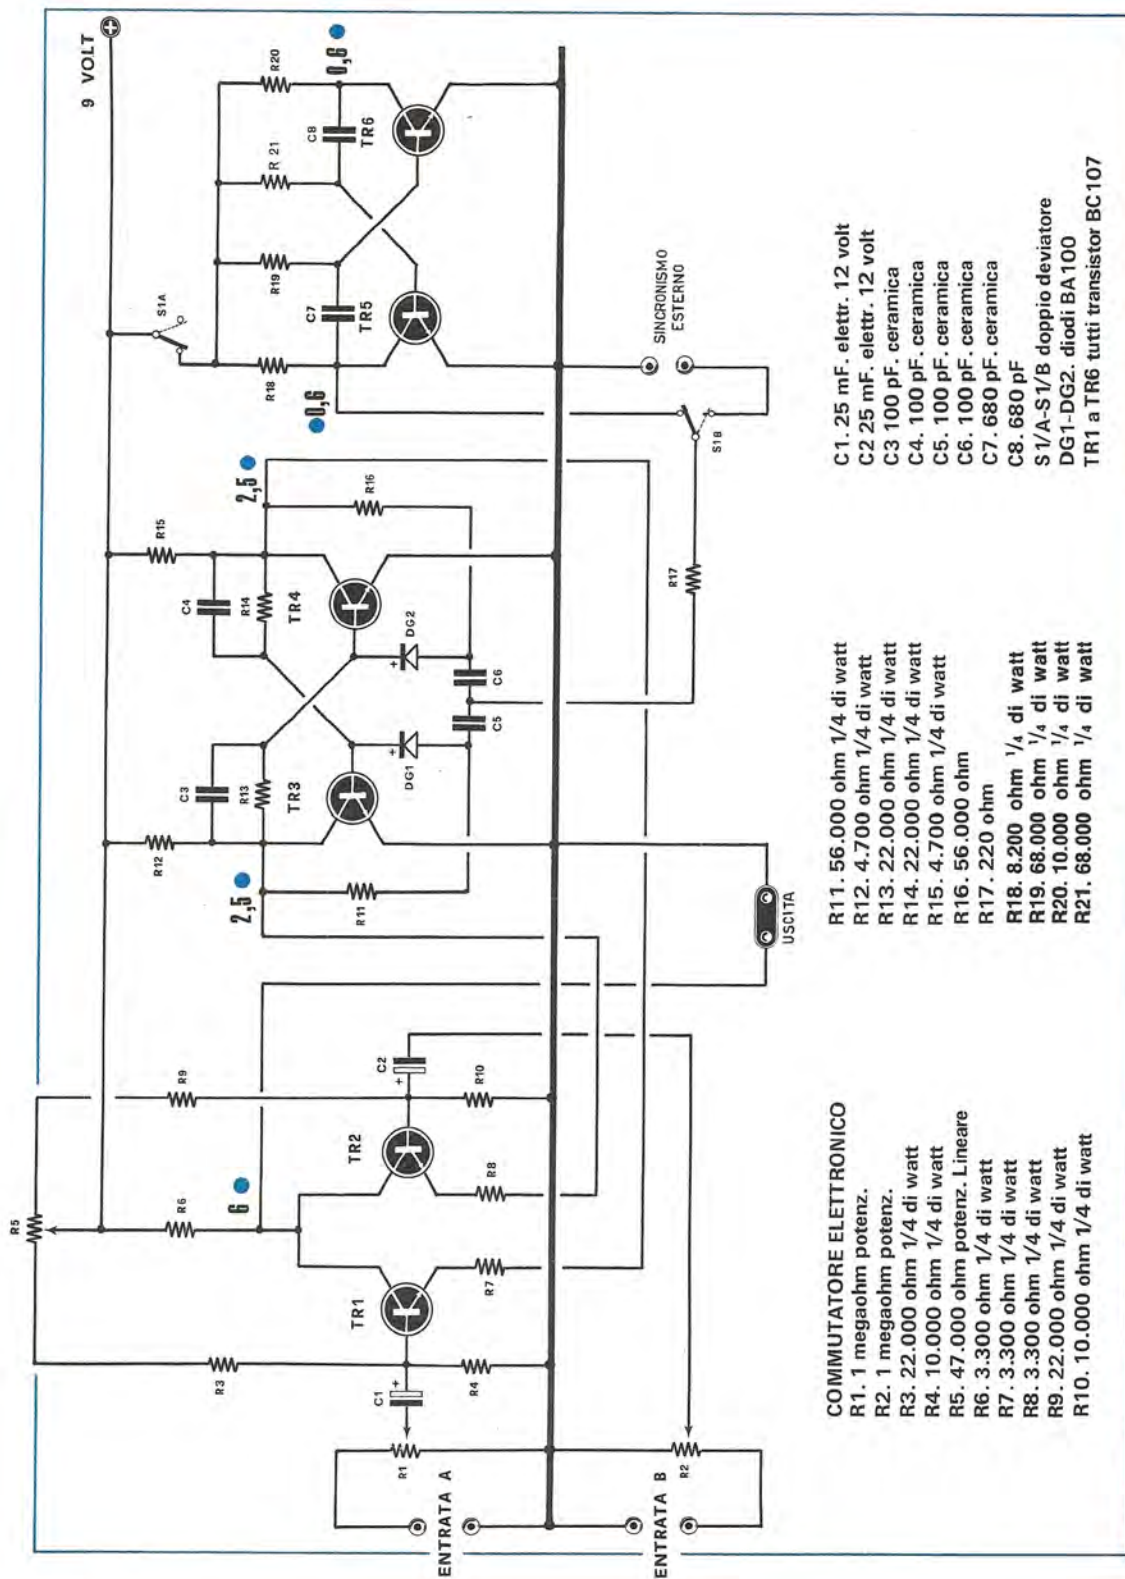 9 VOLT
R5
R3
R6
R9
6
TR1
TR2
C1
+
C2
+
R4
R7
R8
R10
R1
R2
ENTRATA A
ENTRATA B
R12
R15
C3
C4
2,5
2,5
R13
R14
TR3
TR4
R11
R16
+
DG1
+
DG2
C5
C6
R17
USCITA
S1A
R18
R19
R 21
R20
0,6
0,6
C7
C8
TR5
TR6
S1B
SINCRONISMO
ESTERNO
COMMUTATORE ELETTRONICO
R1. 1 megaohm potenz.
R2. 1 megaohm potenz.
R3. 22.000 ohm 1/4 di watt
R4. 10.000 ohm 1/4 di watt
R5. 47.000 ohm potenz. Lineare
R6. 3.300 ohm 1/4 di watt
R7. 3.300 ohm 1/4 di watt
R8. 3.300 ohm 1/4 di watt
R9. 22.000 ohm 1/4 di watt
R10. 10.000 ohm 1/4 di watt
R11. 56.000 ohm 1/4 di watt
R12. 4.700 ohm 1/4 di watt
R13. 22.000 ohm 1/4 di watt
R14. 22.000 ohm 1/4 di watt
R15. 4.700 ohm 1/4 di watt
R16. 56.000 ohm
R17. 220 ohm
R18. 8.200 ohm 1/4 di watt
R19. 68.000 ohm 1/4 di watt
R20. 10.000 ohm 1/4 di watt
R21. 68.000 ohm 1/4 di watt
C1. 25 mF. elettr. 12 volt
C2 25 mF. elettr. 12 volt
C3 100 pF. ceramica
C4. 100 pF. ceramica
C5. 100 pF. ceramica
C6. 100 pF. ceramica
C7. 680 pF. ceramica
C8. 680 pF
S1/A-S1/B doppio deviatore
DG1-DG2. diodi BA100
TR1 a TR6 tutti transistor BC107